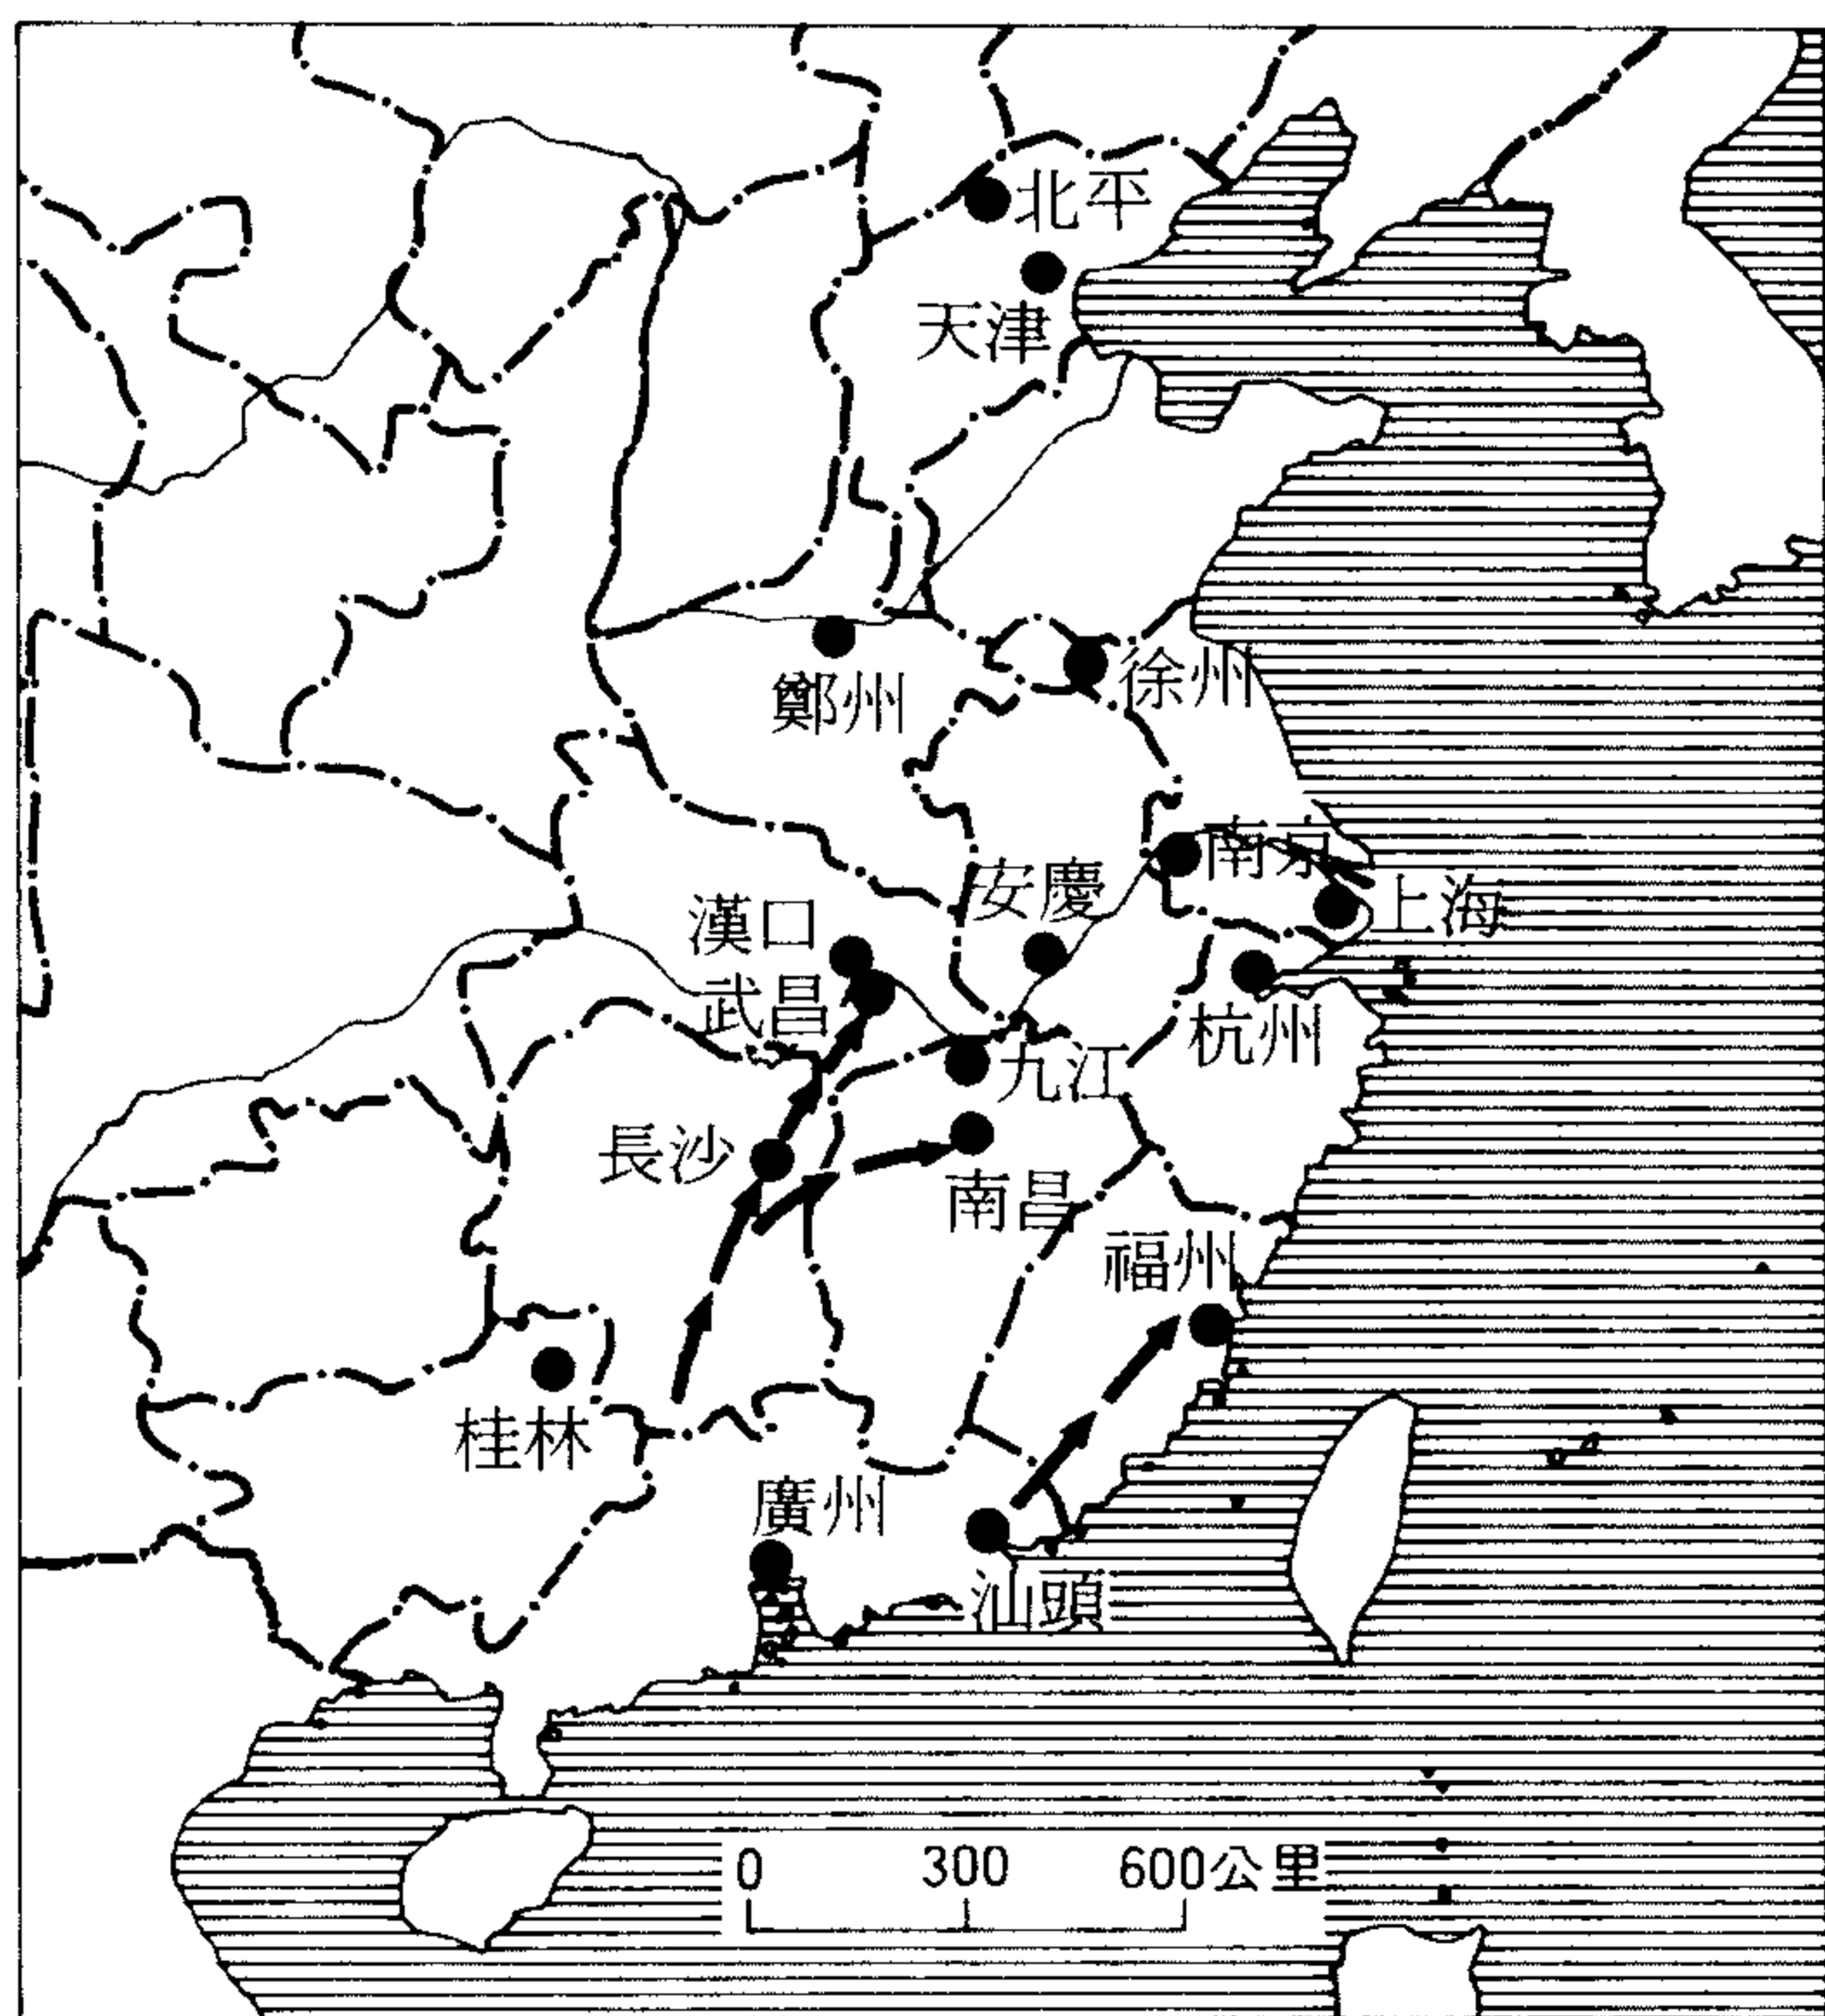 北平
天津
鄭州
徐州
南京
安慶
上海
漢口
武昌
杭州
九江
長沙
南昌
福州
桂林
廣州
汕頭
0 300 600公里